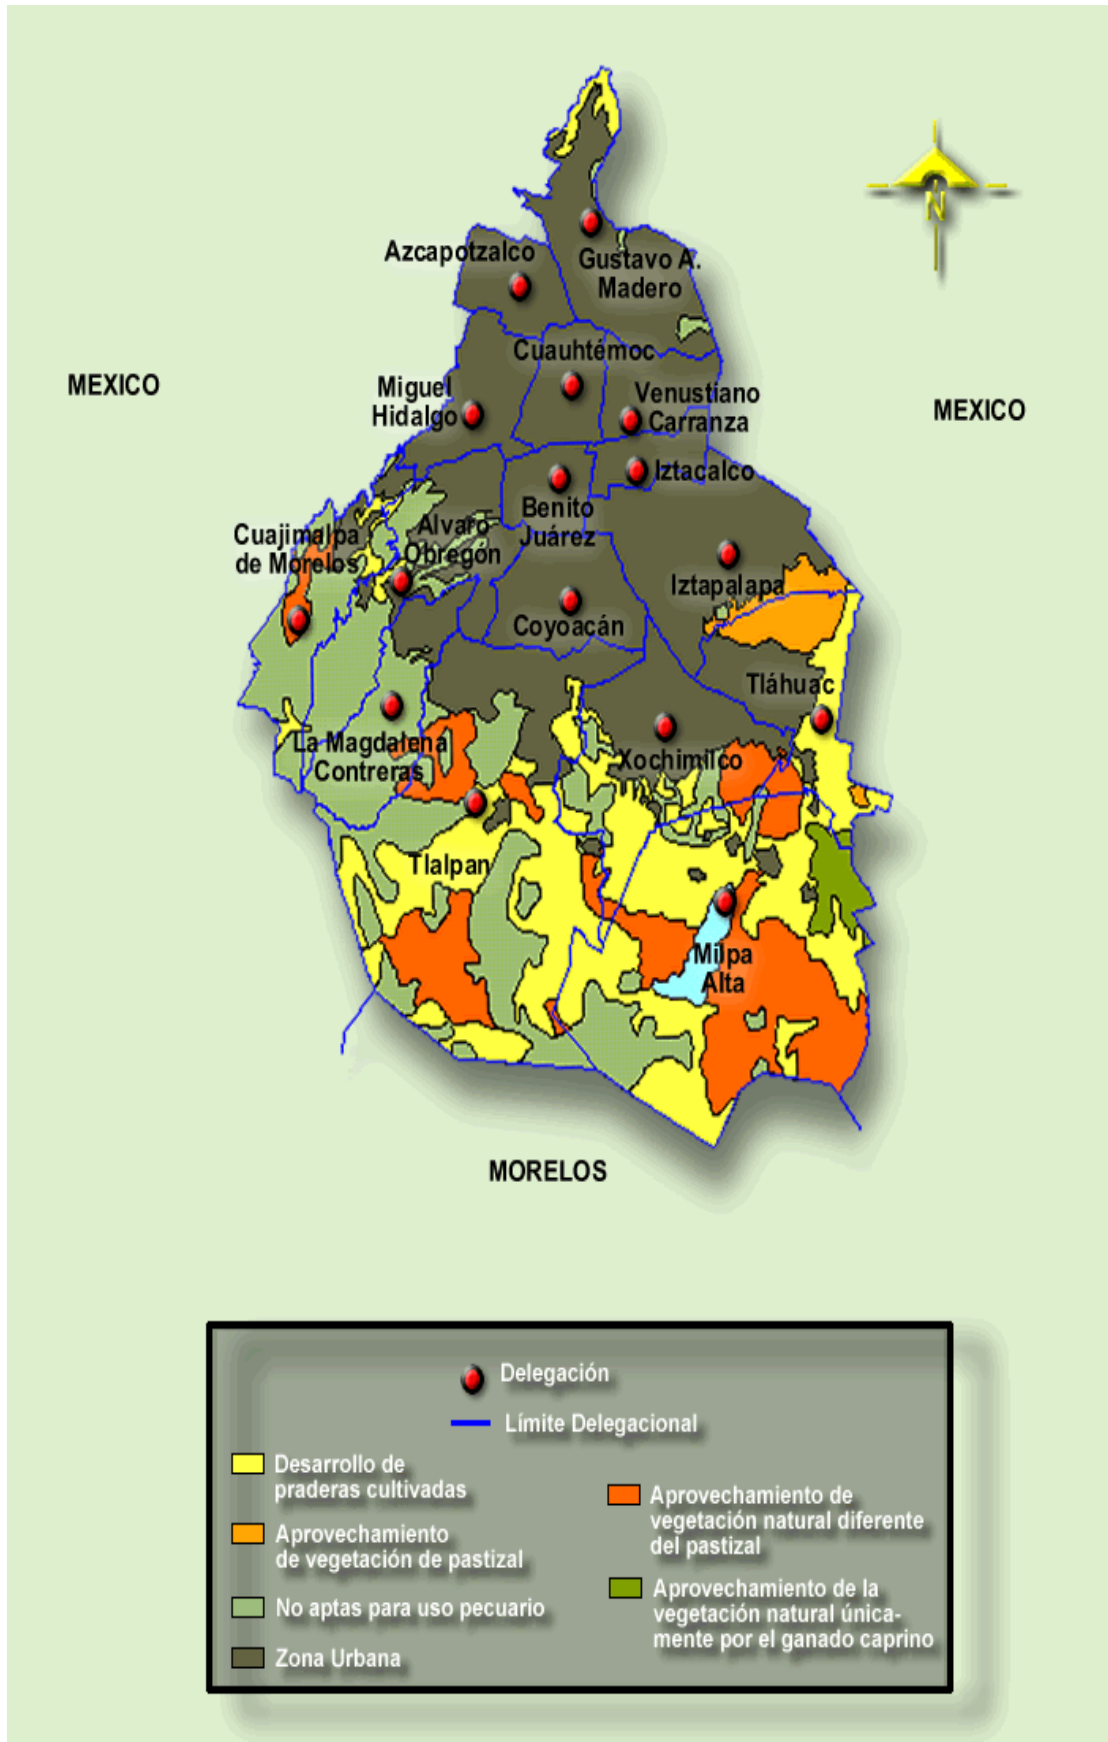 N
Azcapotzalco
Gustavo A.
Madero
Cuauhtémoc
MEXICO
Miguel
Hidalgo
Venustiano
Carranza
MEXICO
Iztacalco
Benito
Juárez
Alvaro
Obregón
Cuajimalpa
de Morelos
Iztapalapa
Coyoacán
Tláhuac
La Magdalena
Contreras
Xochimilco
Tlalpan
Milpa
Alta
MORELOS
Delegación
Límite Delegacional
Desarrollo de
praderas cultivadas
Aprovechamiento
de vegetación de pastizal
No aptas para uso pecuario
Zona Urbana
Aprovechamiento de
vegetación natural diferente
del pastizal
Aprovechamiento de la
vegetación natural única-
mente por el ganado caprino